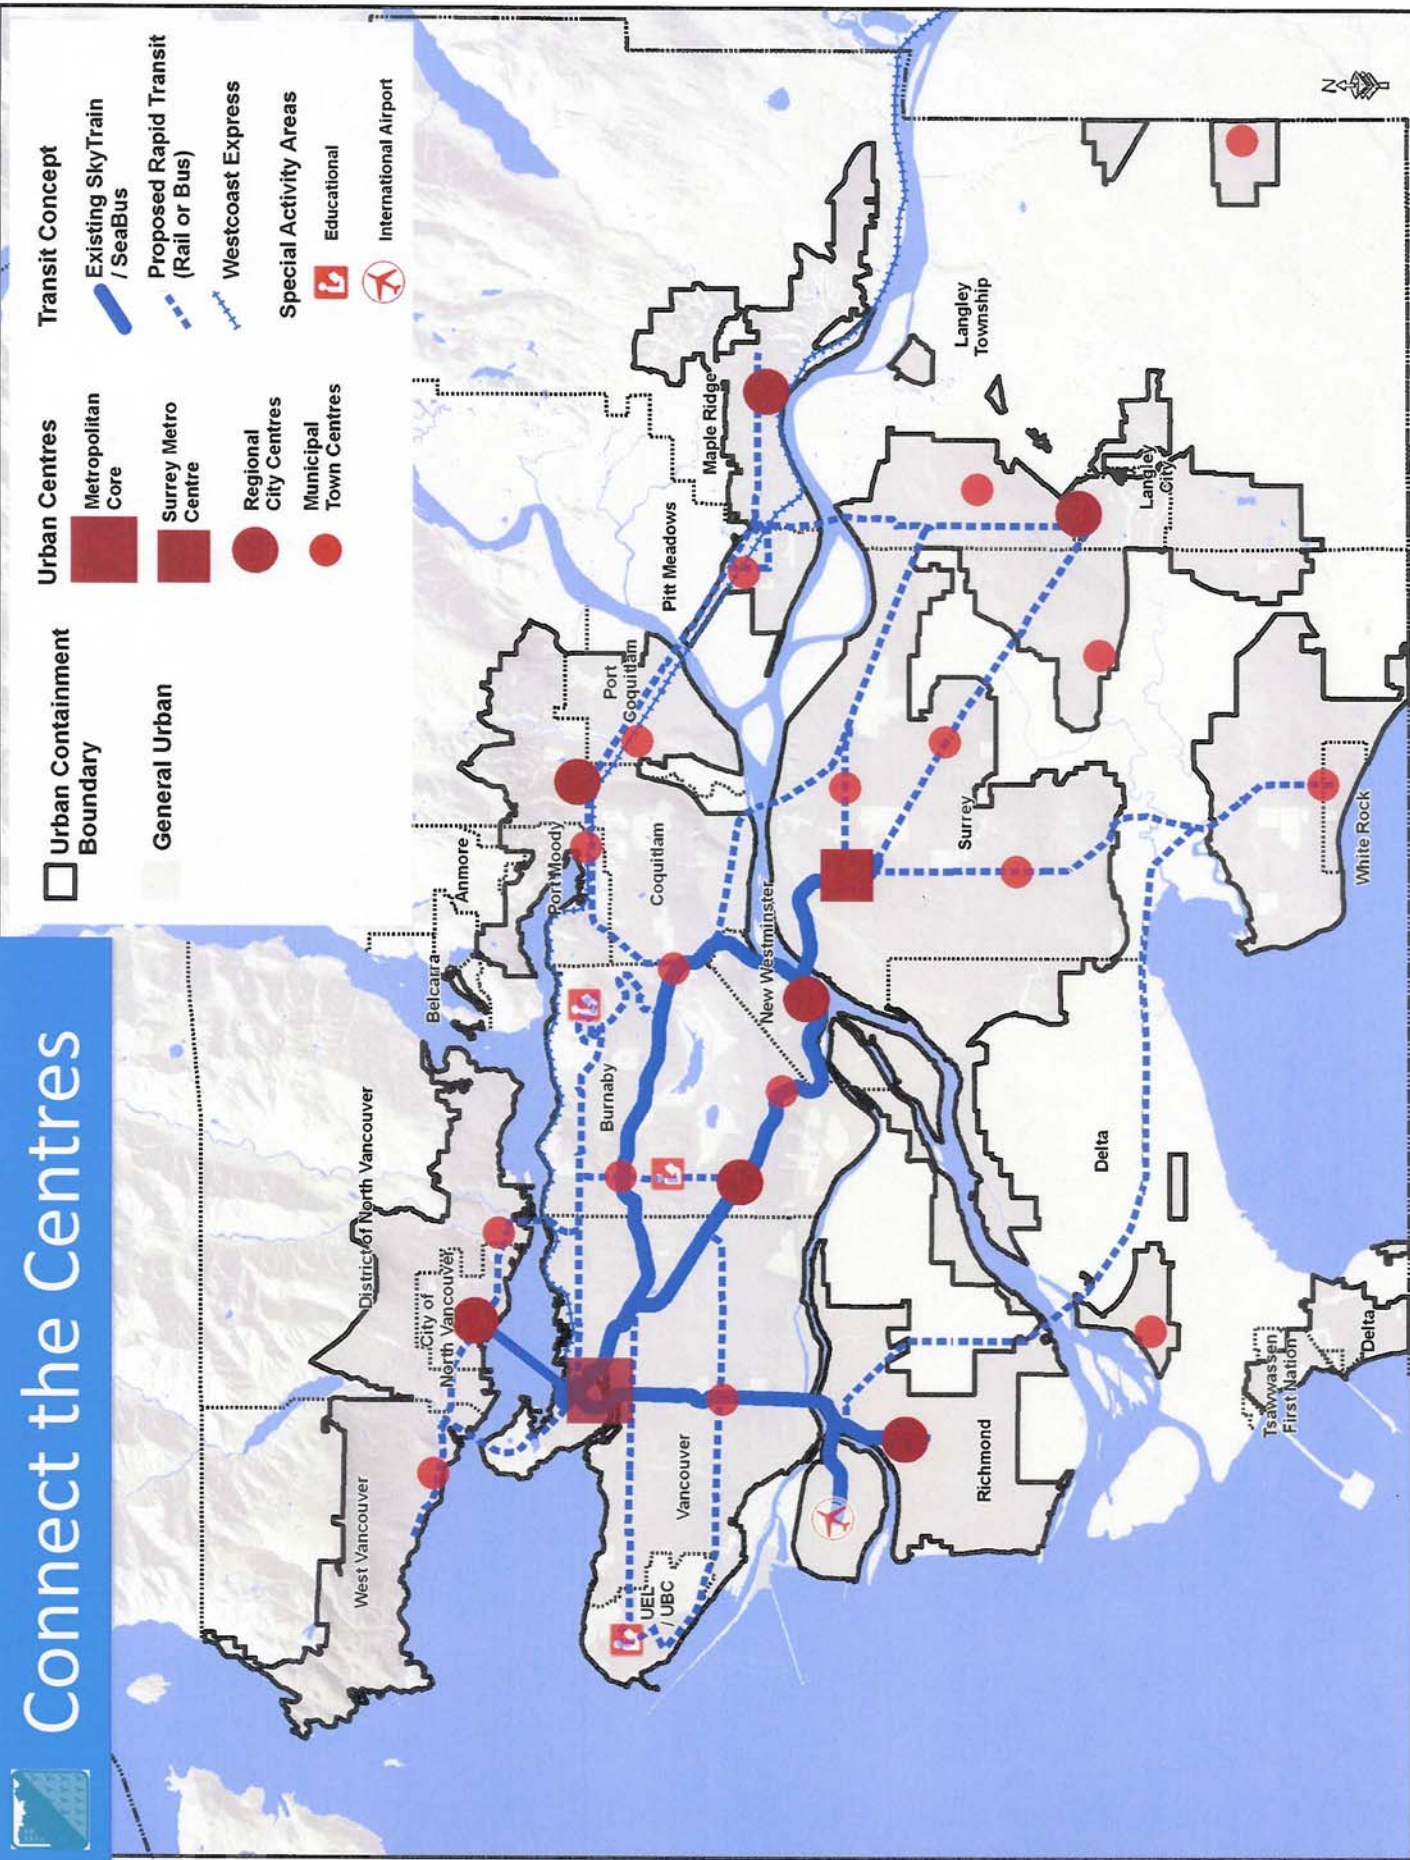 Connect the Centres
Urban Containment
Boundary
General Urban
Urban Centres
Metropolitan
Core
Surrey Metro
Centre
Regional
City Centres
Municipal
Town Centres
Transit Concept
Existing SkyTrain
/ SeaBus
Proposed Rapid Transit
(Rail or Bus)
Westcoast Express
Special Activity Areas
Educational
International Airport
West Vancouver
District of North Vancouver
City of
North Vancouver
Belcarra
Anmore
Port Moody
Port
Coquitlam
Coquitlam
Pitt Meadows
Maple Ridge
UEL
/ UBC
Vancouver
Burnaby
New Westminster
Richmond
Surrey
Langley
Township
Langley
City
Delta
Tsawwassen
First Nation
Delta
White Rock
N